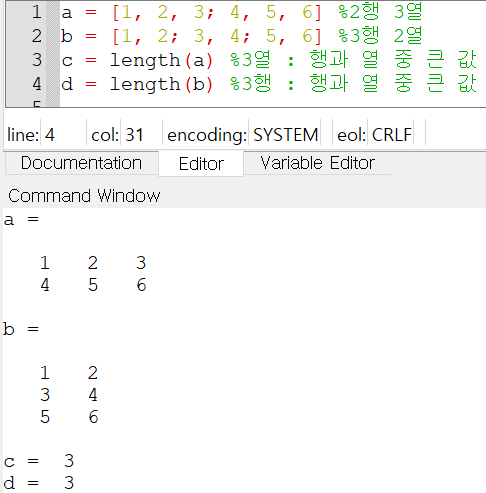 1 a = [1, 2, 3; 4, 5, 6] %2행 3열
2 b = [1, 2; 3, 4; 5, 6] %3행 2열
3 c = length(a) %3열 : 행과 열 중 큰 값
4 d = length(b) %3행 : 행과 열 중 큰 값
5
line: 4 col: 31 encoding: SYSTEM eol: CRLF
Documentation Editor Variable Editor
Command Window
a =
1 2 3
4 5 6
b =
1 2
3 4
5 6
c = 3
d = 3